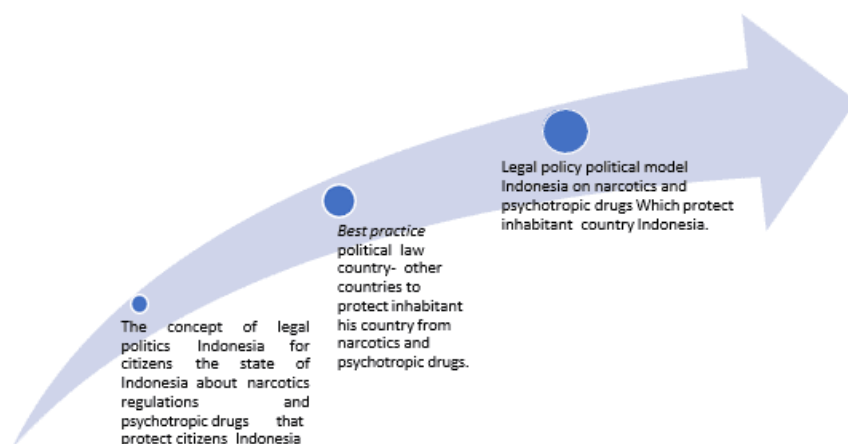 The concept of legal
politics Indonesia for
citizens the state of
Indonesia about narcotics
regulations and
psychotropic drugs that
protect citizens Indonesia
Best practice
political law
country- other
countries to
protect inhabitant
his country from
narcotics and
psychotropic drugs.
Legal policy political model
Indonesia on narcotics and
psychotropic drugs Which protect
inhabitant country Indonesia.